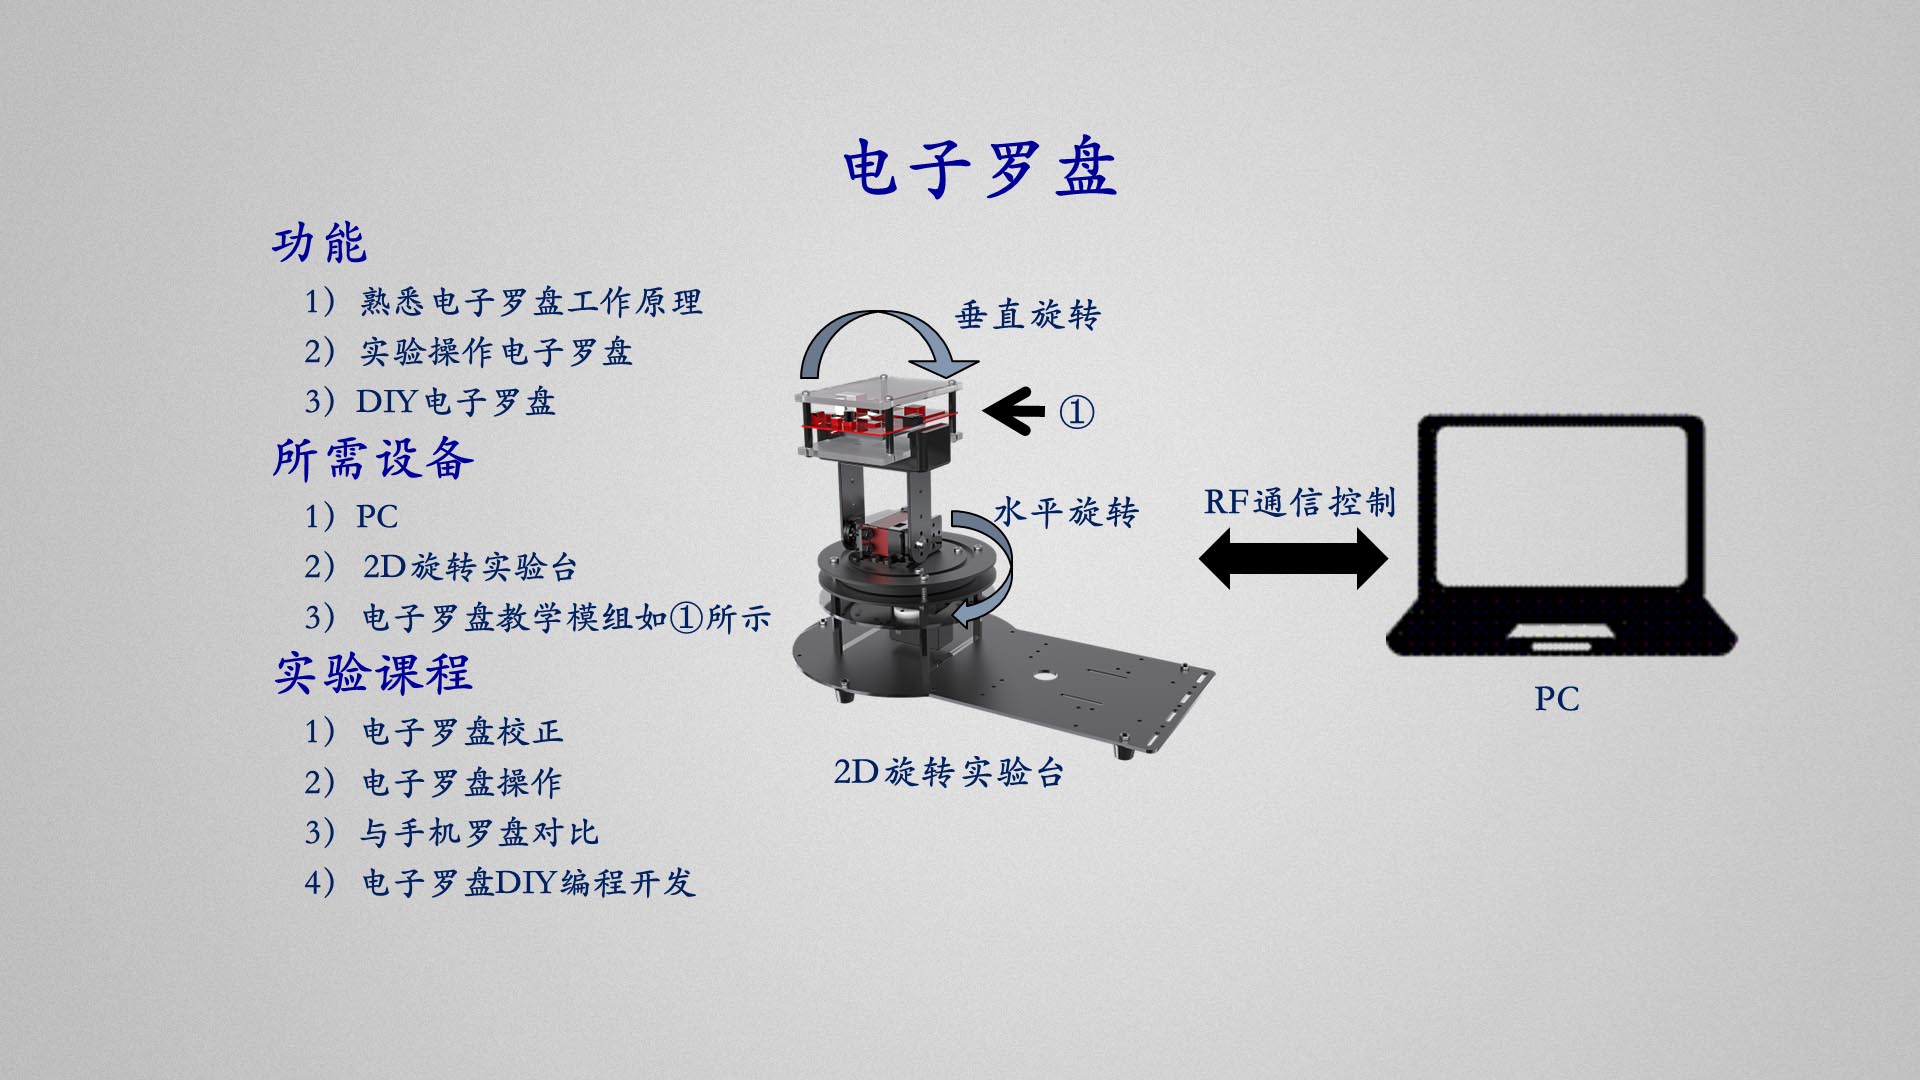 电子罗盘
功能
1) 熟悉电子罗盘工作原理
2) 实验操作电子罗盘
3) DIY电子罗盘
所需设备
1) PC
2) 2D旋转实验台
3) 电子罗盘教学模组如①所示
实验课程
1) 电子罗盘校正
2) 电子罗盘操作
3) 与手机罗盘对比
4) 电子罗盘DIY编程开发
垂直旋转
①
水平旋转
2D旋转实验台
RF通信控制
PC